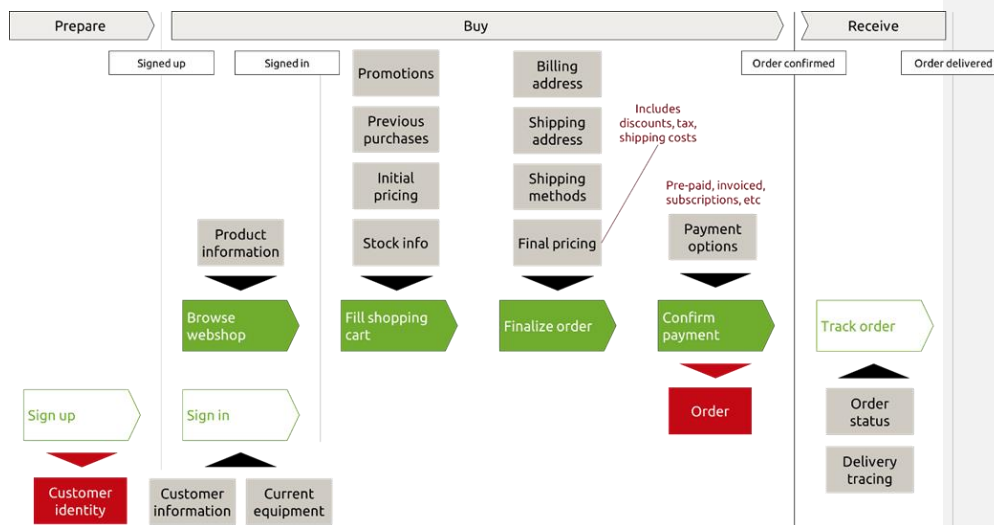 Prepare
Buy
Receive
Signed up
Signed in
Order confirmed
Order delivered
Promotions
Previous
purchases
Initial
pricing
Stock info
Billing
address
Shipping
address
Shipping
methods
Final pricing
Includes
discounts, tax,
shipping costs
Pre-paid, invoiced,
subscriptions, etc
Product
information
Payment
options
Browse
webshop
Fill shopping
cart
Finalize order
Confirm
payment
Track order
Sign up
Sign in
Order
Order
status
Delivery
tracing
Customer
identity
Customer
information
Current
equipment